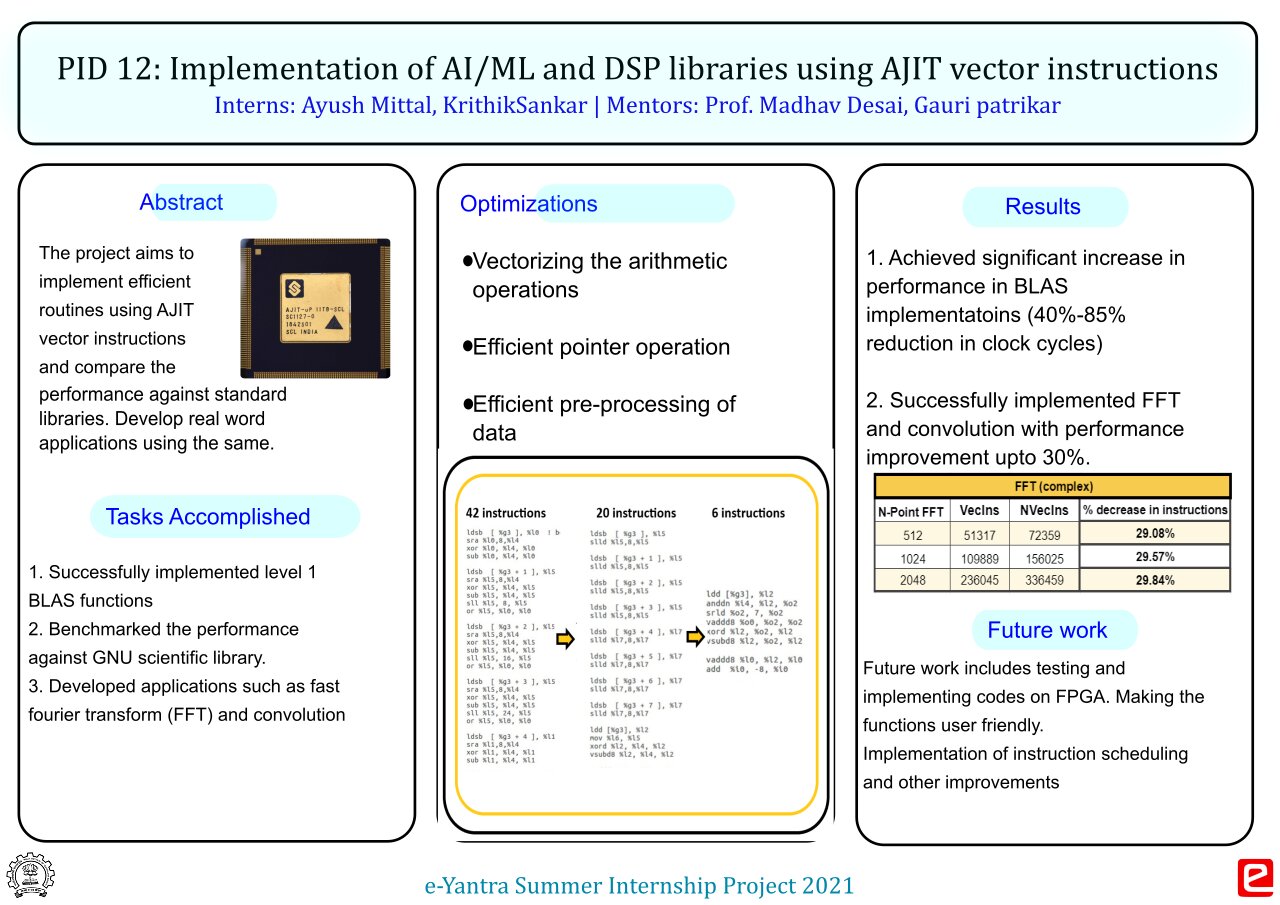 PID 12: Implementation of AI/ML and DSP libraries using AJIT vector instructions
Interns: Ayush Mittal, KrithikSankar | Mentors: Prof. Madhav Desai, Gauri patrikar
Abstract
The project aims to
implement efficient
routines using AJIT
vector instructions
and compare the
performance against standard
libraries. Develop real word
applications using the same.
AJIT-uP IITB-SCL
SC1127-0
1842601
SCL INDIA
Tasks Accomplished
1. Successfully implemented level 1
BLAS functions
2. Benchmarked the performance
against GNU scientific library.
3. Developed applications such as fast
fourier transform (FFT) and convolution
Optimizations
•Vectorizing the arithmetic
operations
•Efficient pointer operation
•Efficient pre-processing of
data
42 instructions
ldsb [ %g3 ], %l0 ! b
sra %l0,8,%l4
xor %l0, %l4, %l0
sub %l0, %l4, %l0
ldsb [ %g3 + 1 ], %l5
sra %l5,8,%l4
xor %l5, %l4, %l5
sub %l5, %l4, %l5
sll %l5, 8, %l5
or %l5, %l0, %l0
ldsb [ %g3 + 2 ], %l5
sra %l5,8,%l4
xor %l5, %l4, %l5
sub %l5, %l4, %l5
sll %l5, 16, %l5
or %l5, %l0, %l0
ldsb [ %g3 + 3 ], %l5
sra %l5,8,%l4
xor %l5, %l4, %l5
sub %l5, %l4, %l5
sll %l5, 24, %l5
or %l5, %l0, %l0
ldsb [ %g3 + 4 ], %l1
sra %l1,8,%l4
xor %l1, %l4, %l1
sub %l1, %l4, %l1
20 instructions
ldsb [ %g3 ], %l5
slld %l5,8,%l5
ldsb [ %g3 + 1 ], %l5
slld %l5,8,%l5
ldsb [ %g3 + 2 ], %l5
slld %l5,8,%l5
ldsb [ %g3 + 3 ], %l5
slld %l5,8,%l5
ldsb [ %g3 + 4 ], %l7
slld %l7,8,%l7
ldsb [ %g3 + 5 ], %l7
slld %l7,8,%l7
ldsb [ %g3 + 6 ], %l7
slld %l7,8,%l7
ldsb [ %g3 + 7 ], %l7
slld %l7,8,%l7
ldd [%g3], %l2
mov %l6, %l5
xord %l2, %l4, %l2
vsubd8 %l2, %l4, %l2
6 instructions
ldd [%g3], %l2
anddn %i4, %l2, %o2
srld %o2, 7, %o2
vaddd8 %o0, %o2, %o2
xord %l2, %o2, %l2
vsubd8 %l2, %o2, %l2
vaddd8 %l0, %l2, %l0
add %l0, -8, %l0
Results
1. Achieved significant increase in
performance in BLAS
implementatoins (40%-85%
reduction in clock cycles)
2. Successfully implemented FFT
and convolution with performance
improvement upto 30%.
FFT (complex)
N-Point FFT VecIns NVecIns % decrease in instructions
512 51317 72359 29.08%
1024 109889 156025 29.57%
2048 236045 336459 29.84%
Future work
Future work includes testing and
implementing codes on FPGA. Making the
functions user friendly.
Implementation of instruction scheduling
and other improvements
e-Yantra Summer Internship Project 2021